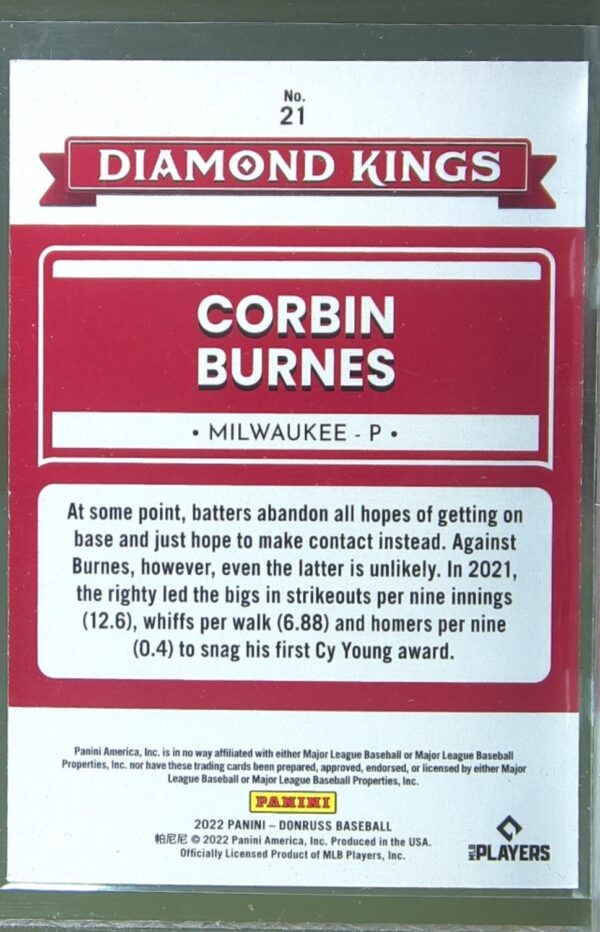 No.
21
DIAMOND KINGS
CORBIN
BURNES
• MILWAUKEE - P •
At some point, batters abandon all hopes of getting on
base and just hope to make contact instead. Against
Burnes, however, even the latter is unlikely. In 2021,
the righty led the bigs in strikeouts per nine innings
(12.6), whiffs per walk (6.88) and homers per nine
(0.4) to snag his first Cy Young award.
Panini America, Inc. is in no way affiliated with either Major League Baseball or Major League Baseball
Properties, Inc. nor have these trading cards been prepared, approved, endorsed, or licensed by either Major
League Baseball or Major League Baseball Properties, Inc.
PANINI
2022 PANINI – DONRUSS BASEBALL
帕尼尼 © 2022 Panini America, Inc. Produced in the USA.
Officially Licensed Product of MLB Players, Inc.
MLB PLAYERS